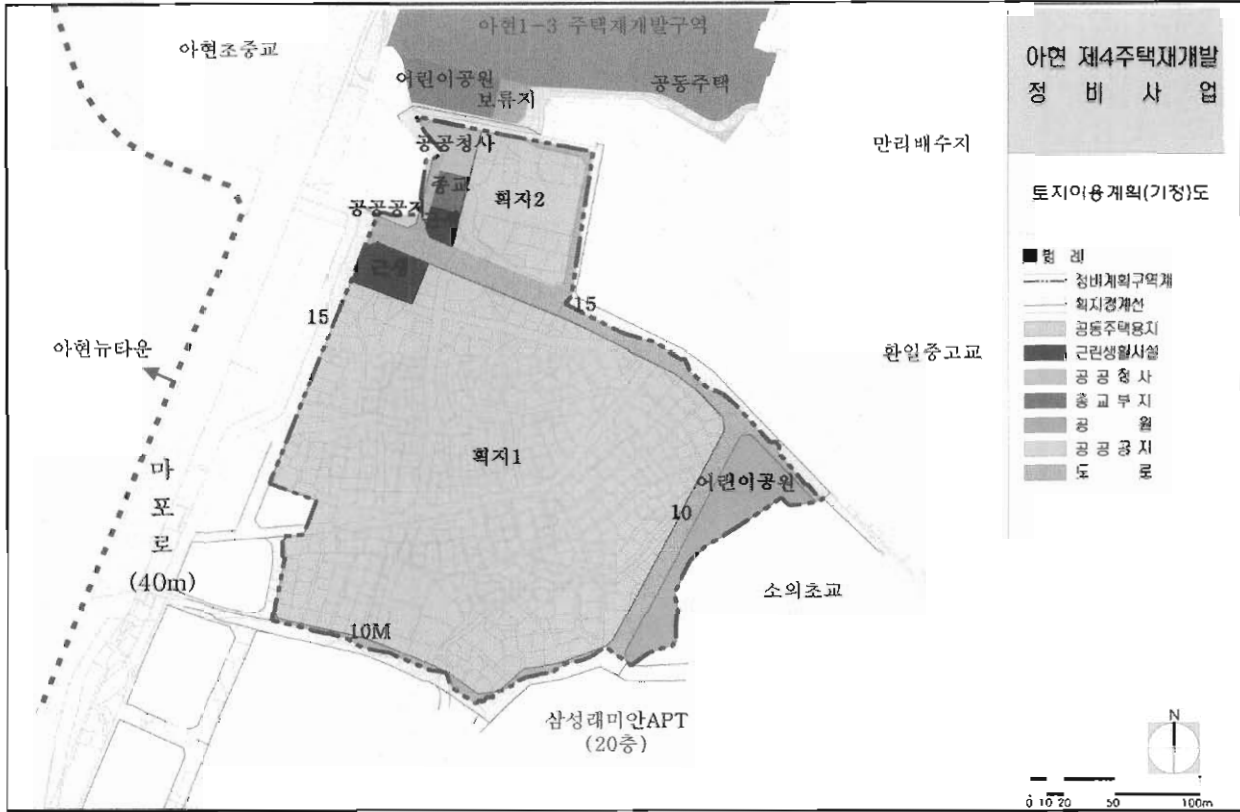 아현초중교
아현1-3 주택재개발구역
어린이공원
보류지
공동주택
공공청사
종교
획지2
공공공지
근생
15
15
만리배수지
아현뉴타운
환일중고교
획지1
어린이공원
10
마
포
로
(40m)
소의초교
10M
삼성래미안APT
(20층)
아현 제4주택재개발
정 비 사 업
토지이용계획(기정)도
범 례
정비계획구역계
획지경계선
공동주택용지
근린생활시설
공 공 청 사
종 교 부 지
공 원
공 공 공 지
도 로
N
0 10 20 50 100m